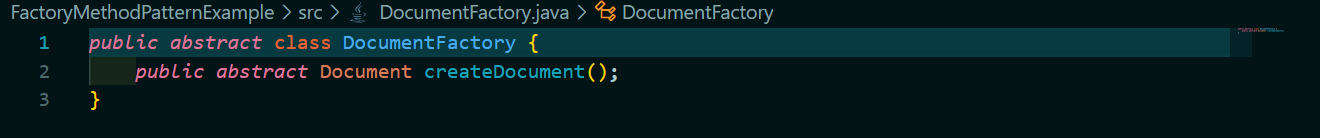 FactoryMethodPatternExample > src > DocumentFactory.java > DocumentFactory
1 public abstract class DocumentFactory {
2 public abstract Document createDocument();
3 }